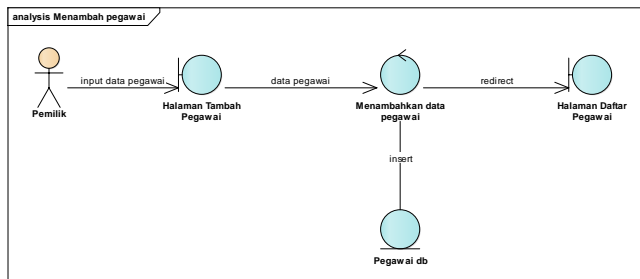 analysis Menambah pegawai
input data pegawai
data pegawai
redirect
Pemilik
Halaman Tambah
Pegawai
Menambahkan data
pegawai
Halaman Daftar
Pegawai
insert
Pegawai db